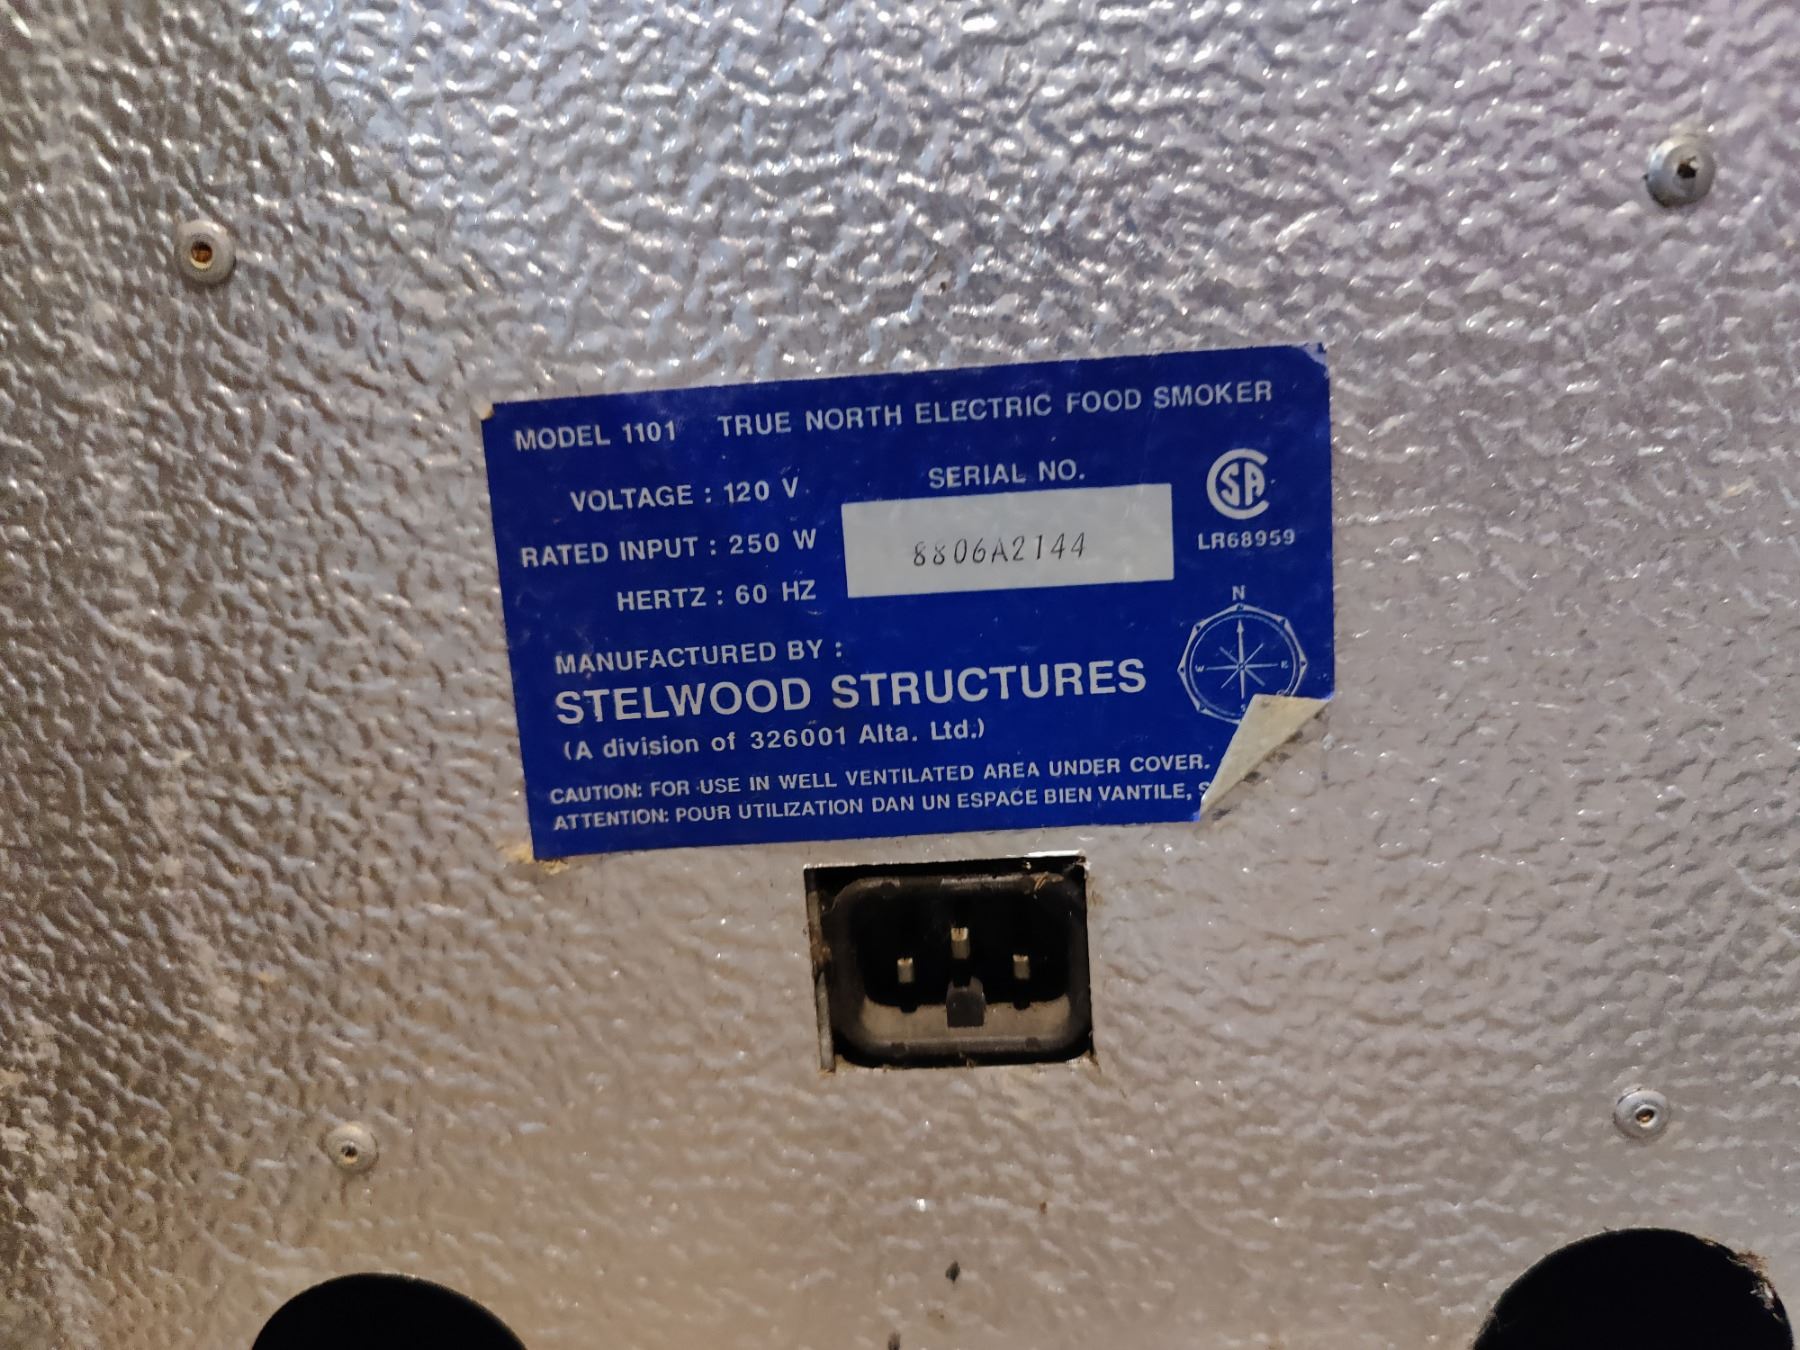 MODEL 1101 TRUE NORTH ELECTRIC FOOD SMOKER
VOLTAGE : 120 V.
SERIAL NO.
RATED INPUT : 250 W
8806A2144
HERTZ : 60 HZ
SA
LR68959
MANUFACTURED BY :
STELWOOD STRUCTURES
(A division of 326001 Alta. Ltd.)
N
W
E
S
CAUTION: FOR USE IN WELL VENTILATED AREA UNDER COVER.
ATTENTION: POUR UTILIZATION DAN UN ESPACE BIEN VANTILE,